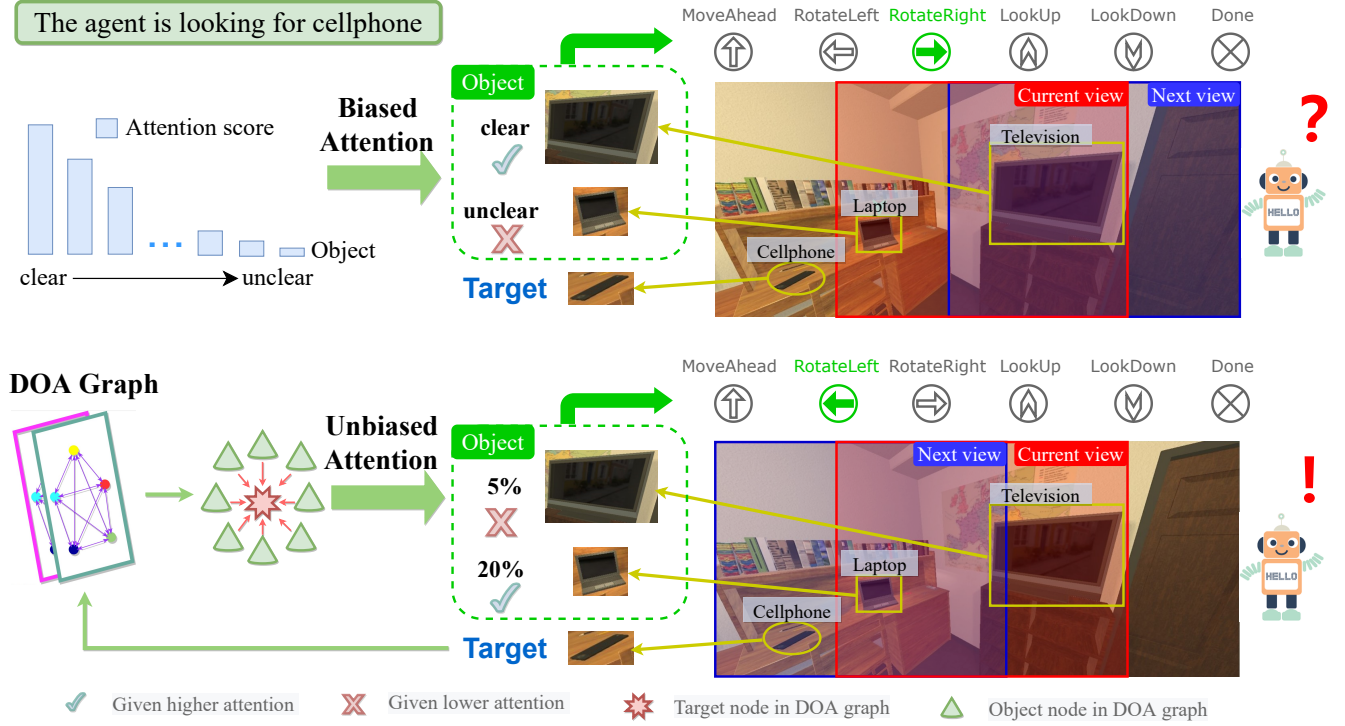 The agent is looking for cellphone
MoveAhead RotateLeft RotateRight LookUp LookDown Done
Attention score
clear unclear
Object
Biased
Attention
Object
clear
unclear
Target
Current view Next view
Television
Laptop
Cellphone
?
HELLO
DOA Graph
Unbiased
Attention
MoveAhead RotateLeft RotateRight LookUp LookDown Done
Object
5%
20%
Target
Next view Current view
Television
Laptop
Cellphone
!
HELLO
Given higher attention Given lower attention Target node in DOA graph Object node in DOA graph